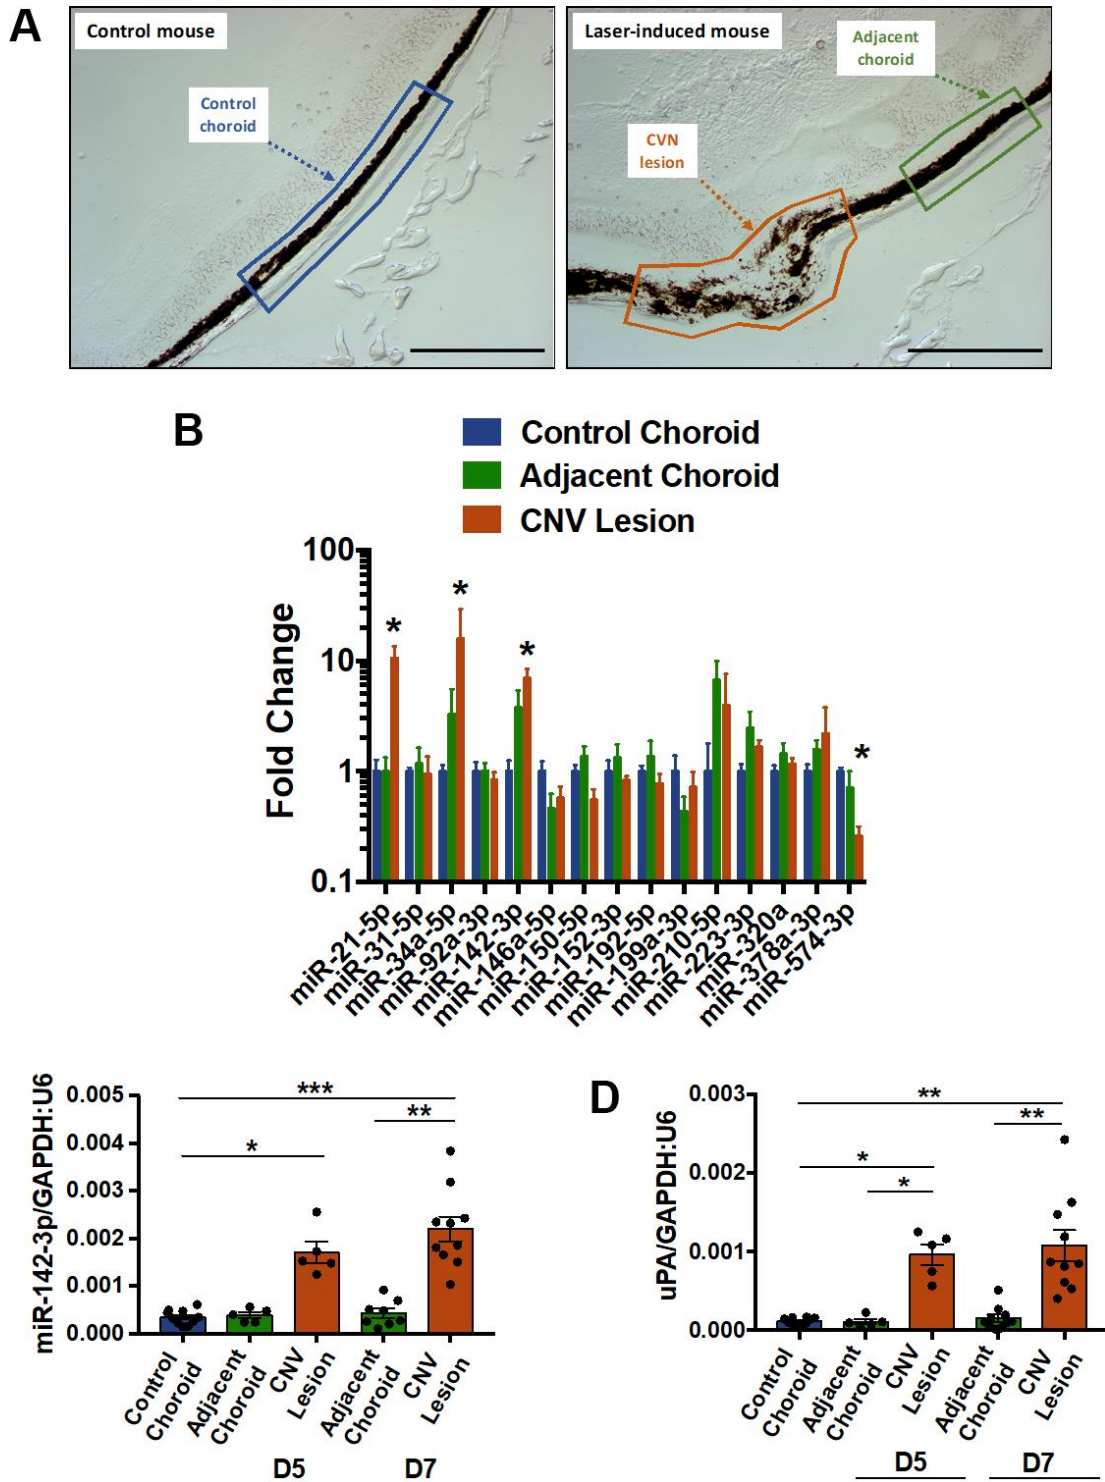 A
Control mouse
Control
choroid
Laser-induced mouse
Adjacent
choroid
CVN
lesion
B
Control Choroid
Adjacent Choroid
CNV Lesion
Fold Change
100
10
1
0.1
*
*
*
*
miR-21-5p
miR-31-5p
miR-34a-5p
miR-92a-3p
miR-142-3p
miR-146a-5p
miR-150-5p
miR-152-3p
miR-192-5p
miR-199a-3p
miR-210-5p
miR-223-3p
miR-320a
miR-378a-3p
miR-574-3p
miR-142-3p/GAPDH:U6
0.005
0.004
0.003
0.002
0.001
0.000
***
**
*
Control
Choroid
Adjacent
Choroid
CNV
Lesion
Adjacent
Choroid
CNV
Lesion
D5
D7
D
uPA/GAPDH:U6
0.003
0.002
0.001
0.000
**
**
*
*
Control
Choroid
Adjacent
Choroid
CNV
Lesion
Adjacent
Choroid
CNV
Lesion
D5
D7